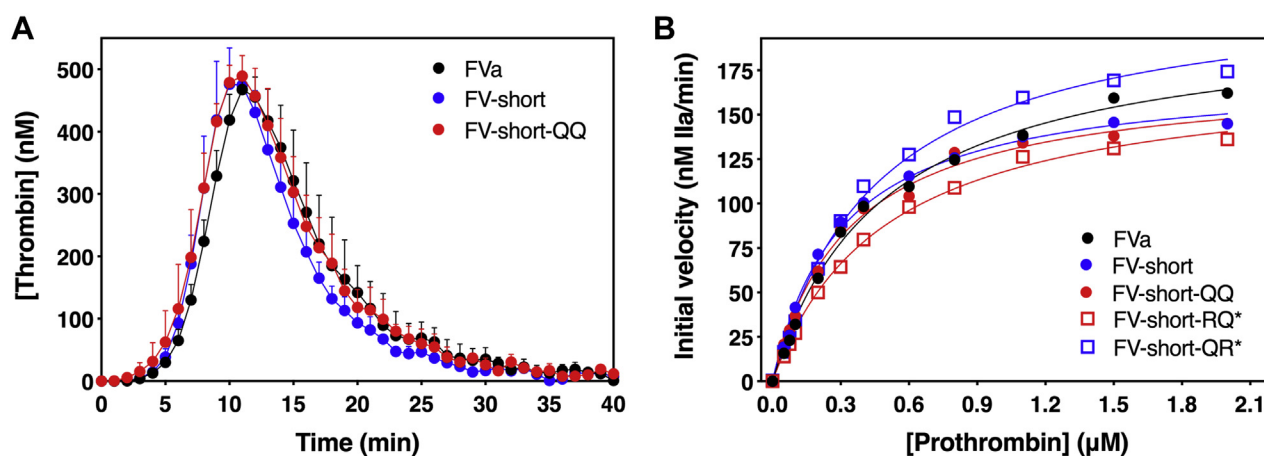 A
[Thrombin] (nM)
500
400
300
200
100
0
0 5 10 15 20 25 30 35 40
Time (min)
FVa
FV-short
FV-short-QQ
B
Initial velocity (nM IIa/min)
175
150
125
100
75
50
25
0
0.0 0.3 0.6 0.9 1.2 1.5 1.8 2.1
[Prothrombin] (µM)
FVa
FV-short
FV-short-QQ
FV-short-RQ*
FV-short-QR*